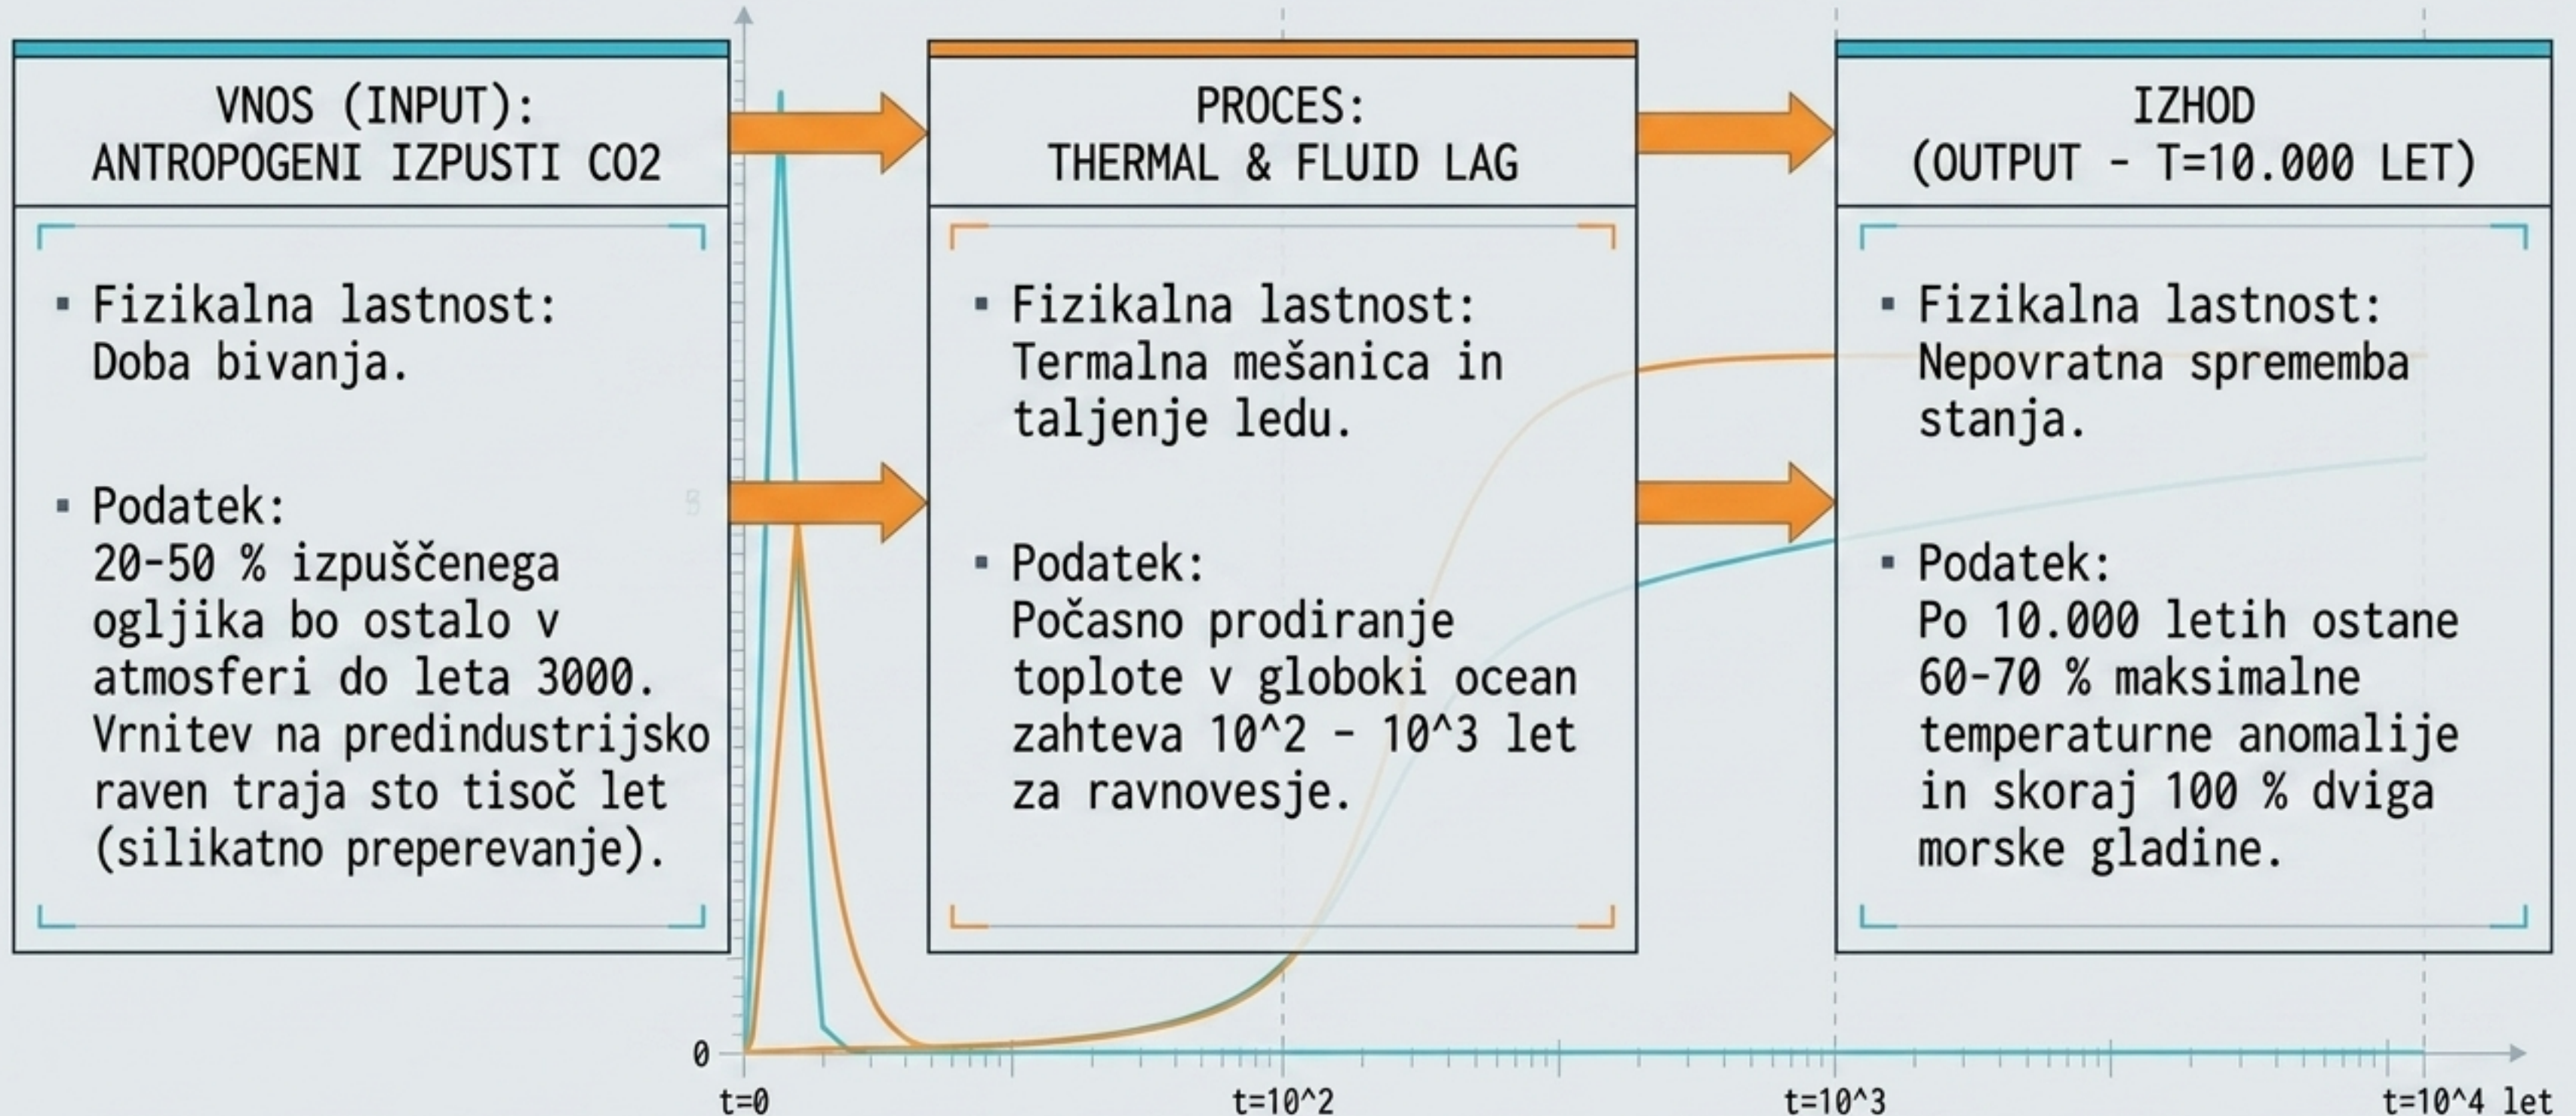 VNOS (INPUT):
ANTROPOGENI IZPUSTI CO2
▪ Fizikalna lastnost:
Doba bivanja.
▪ Podatek:
20-50 % izpuščenega
ogljika bo ostalo v
atmosferi do leta 3000.
Vrnitev na predindustrijsko
raven traja sto tisoč let
(silikatno preperevanje).
PROCES:
THERMAL & FLUID LAG
▪ Fizikalna lastnost:
Termalna mešanica in
taljenje ledu.
▪ Podatek:
Počasno prodiranje
toplote v globoki ocean
zahteva 10^2 - 10^3 let
za ravnovesje.
IZHOD
(OUTPUT - T=10.000 LET)
▪ Fizikalna lastnost:
Nepovratna sprememba
stanja.
▪ Podatek:
Po 10.000 letih ostane
60-70 % maksimalne
temperaturne anomalije
in skoraj 100 % dviga
morske gladine.
0
t=0
t=10^2
t=10^3
t=10^4 let